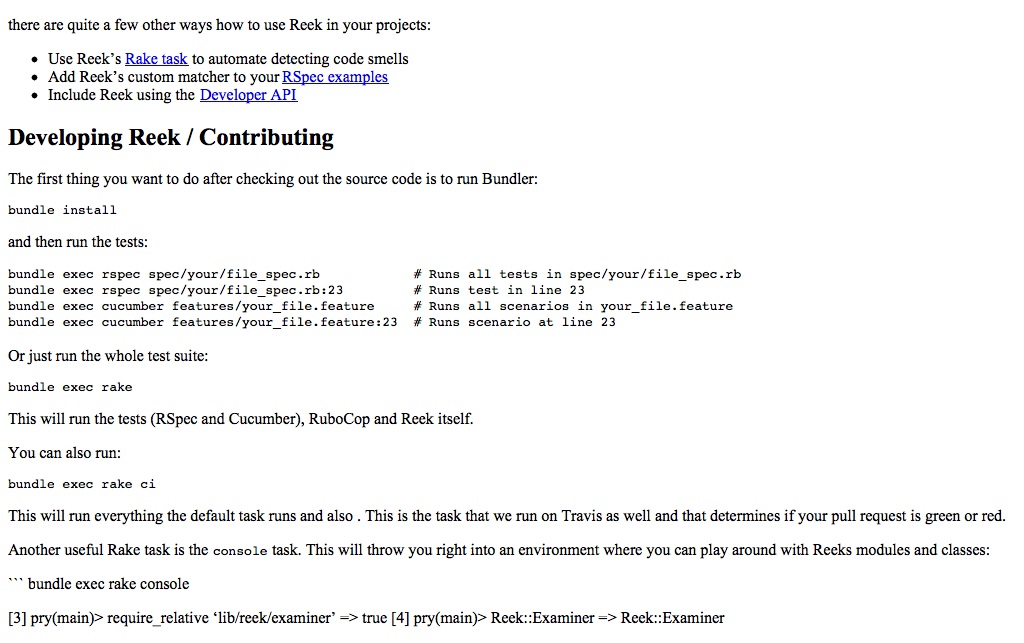 there are quite a few other ways how to use Reek in your projects:
• Use Reek’s Rake task to automate detecting code smells
• Add Reek’s custom matcher to your RSpec examples
• Include Reek using the Developer API
Developing Reek / Contributing
The first thing you want to do after checking out the source code is to run Bundler:
bundle install
and then run the tests:
bundle exec rspec spec/your/file_spec.rb            # Runs all tests in spec/your/file_spec.rb
bundle exec rspec spec/your/file_spec.rb:23         # Runs test in line 23
bundle exec cucumber features/your_file.feature     # Runs all scenarios in your_file.feature
bundle exec cucumber features/your_file.feature:23  # Runs scenario at line 23
Or just run the whole test suite:
bundle exec rake
This will run the tests (RSpec and Cucumber), RuboCop and Reek itself.
You can also run:
bundle exec rake ci
This will run everything the default task runs and also . This is the task that we run on Travis as well and that determines if your pull request is green or red.
Another useful Rake task is the console task. This will throw you right into an environment where you can play around with Reeks modules and classes:
``` bundle exec rake console
[3] pry(main)> require_relative ‘lib/reek/examiner’ => true [4] pry(main)> Reek::Examiner => Reek::Examiner